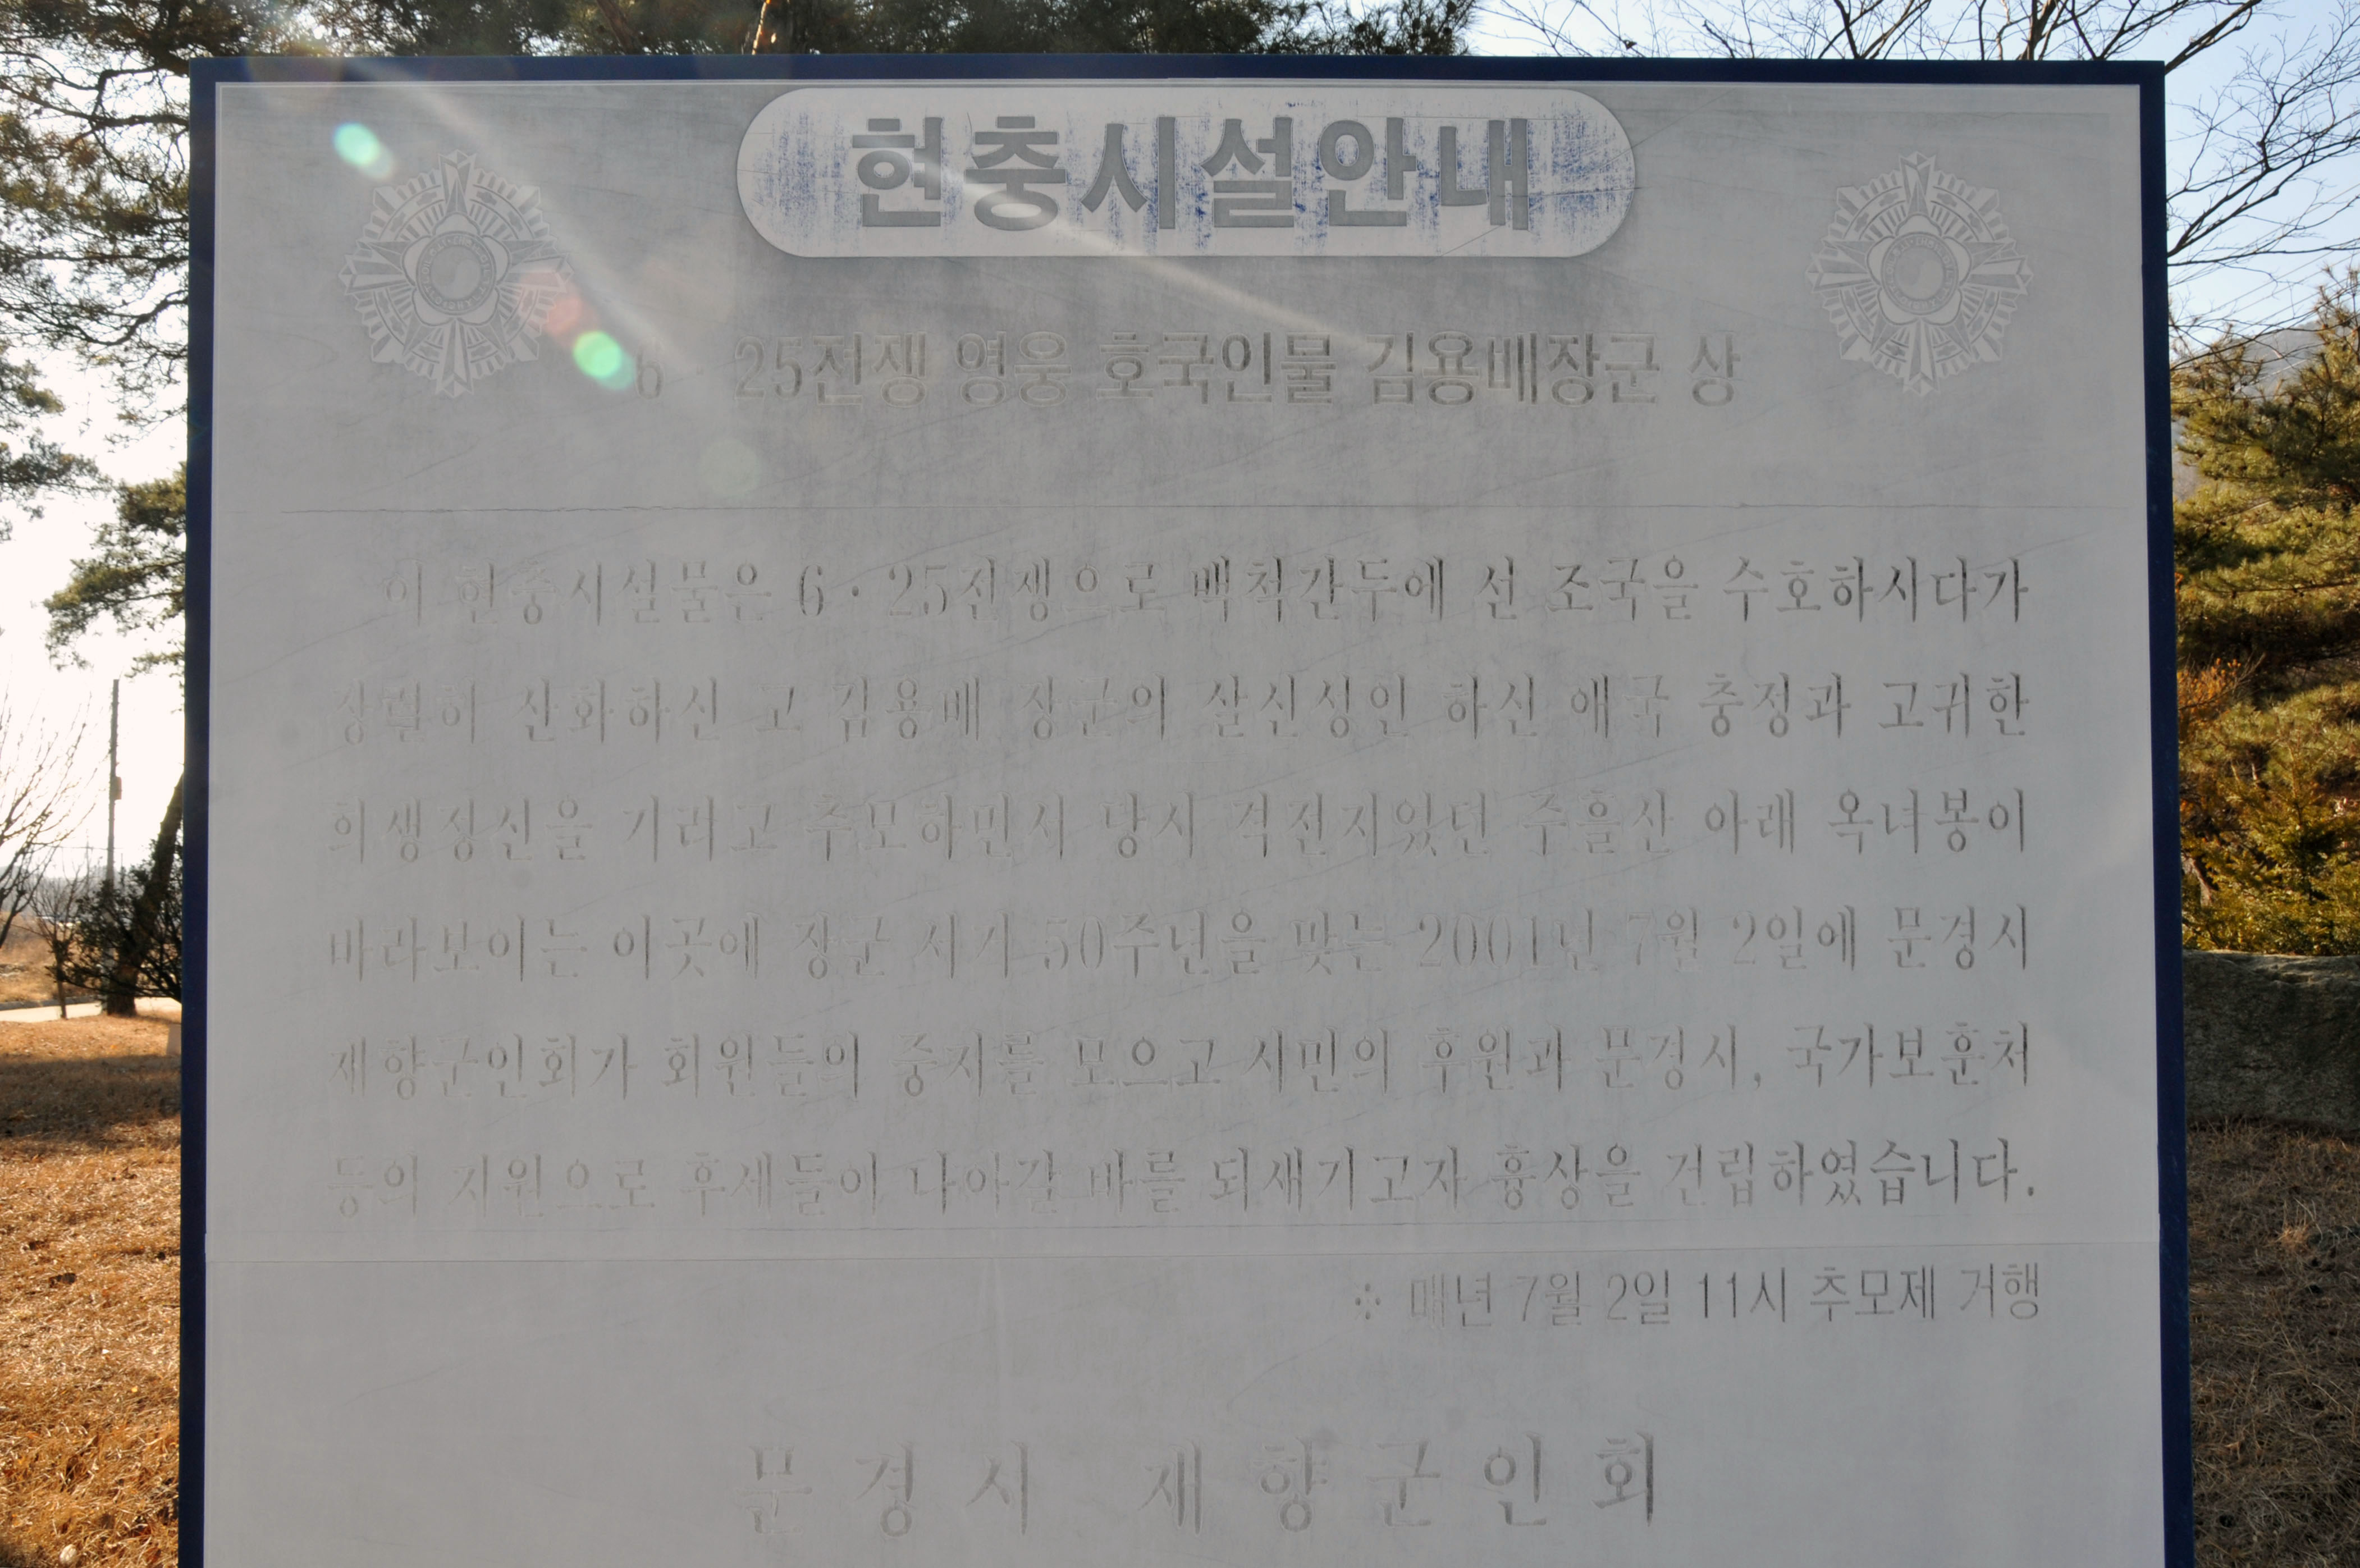 현충시설안내
6·25전쟁 영웅 호국인물 김용배장군 상
이 현충시설물은 6·25전쟁으로 백척간두에 선 조국을 수호하시다가
장렬히 산화하신 고 김용배 장군의 살신성인 하신 애국 충정과 고귀한
희생정신을 기리고 추모하면서 당시 격전지였던 주흘산 아래 옥녀봉이
바라보이는 이곳에 장군 서거 50주년을 맞는 2001년 7월 2일에 문경시
재향군인회가 회원들의 중지를 모으고 시민의 후원과 문경시, 국가보훈처
등의 지원으로 후세들이 나아갈 바를 되새기고자 흉상을 건립하였습니다.
※ 매년 7월 2일 11시 추모제 거행
문경시 재향군인회